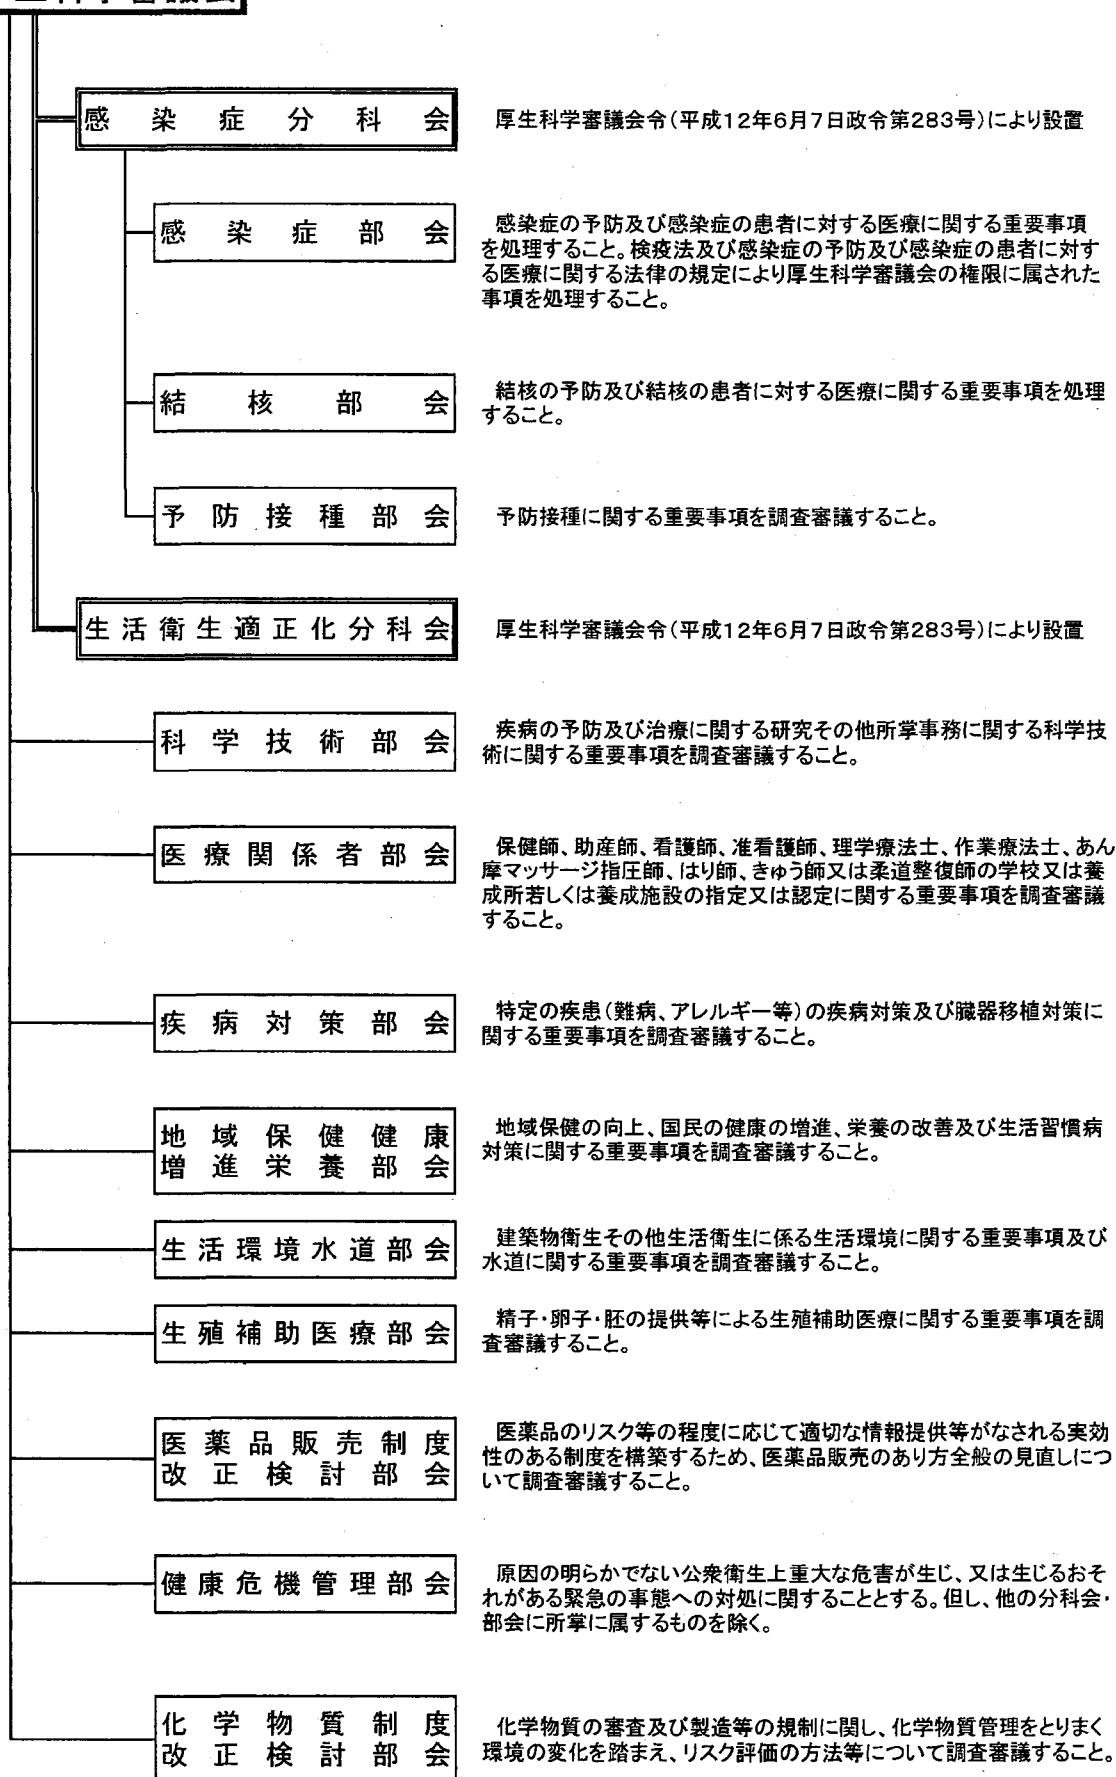 感染症分科会
厚生科学審議会令(平成12年6月7日政令第283号)により設置
感染症部会
感染症の予防及び感染症の患者に対する医療に関する重要事項
を処理すること。検疫法及び感染症の予防及び感染症の患者に対す
る医療に関する法律の規定により厚生科学審議会の権限に属された
事項を処理すること。
結核部会
結核の予防及び結核の患者に対する医療に関する重要事項を処理
すること。
予防接種部会
予防接種に関する重要事項を調査審議すること。
生活衛生適正化分科会
厚生科学審議会令(平成12年6月7日政令第283号)により設置
科学技術部会
疾病の予防及び治療に関する研究その他所掌事務に関する科学技
術に関する重要事項を調査審議すること。
医療関係者部会
保健師、助産師、看護師、准看護師、理学療法士、作業療法士、あん
摩マッサージ指圧師、はり師、きゅう師又は柔道整復師の学校又は養
成所若しくは養成施設の指定又は認定に関する重要事項を調査審議
すること。
疾病対策部会
特定の疾患(難病、アレルギー等)の疾病対策及び臓器移植対策に
関する重要事項を調査審議すること。
地域保健健康
増進栄養部会
地域保健の向上、国民の健康の増進、栄養の改善及び生活習慣病
対策に関する重要事項を調査審議すること。
生活環境水道部会
建築物衛生その他生活衛生に係る生活環境に関する重要事項及び
水道に関する重要事項を調査審議すること。
生殖補助医療部会
精子・卵子・胚の提供等による生殖補助医療に関する重要事項を調
査審議すること。
医薬品販売制度
改正検討部会
医薬品のリスク等の程度に応じて適切な情報提供等がなされる実効
性のある制度を構築するため、医薬品販売のあり方全般の見直しにつ
いて調査審議すること。
健康危機管理部会
原因の明らかでない公衆衛生上重大な危害が生じ、又は生じるおそ
れがある緊急の事態への対処に関することとする。但し、他の分科会・
部会に所掌に属するものを除く。
化学物質制度
改正検討部会
化学物質の審査及び製造等の規制に関し、化学物質管理をとりまく
環境の変化を踏まえ、リスク評価の方法等について調査審議すること。